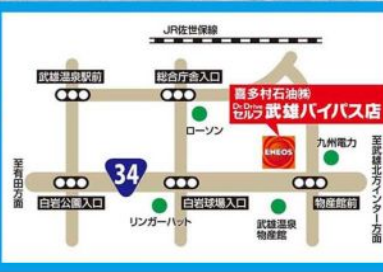 JR佐世保線
武雄温泉駅前
総合庁舎入口
喜多村石油㈱
Dr.Drive
セルフ 武雄バイパス店
ローソン
ENEOS
九州電力
至有田方面
34
至武雄北方インター方面
白岩公園入口
白岩球場入口
物産館前
リンガーハット
武雄温泉
物産館